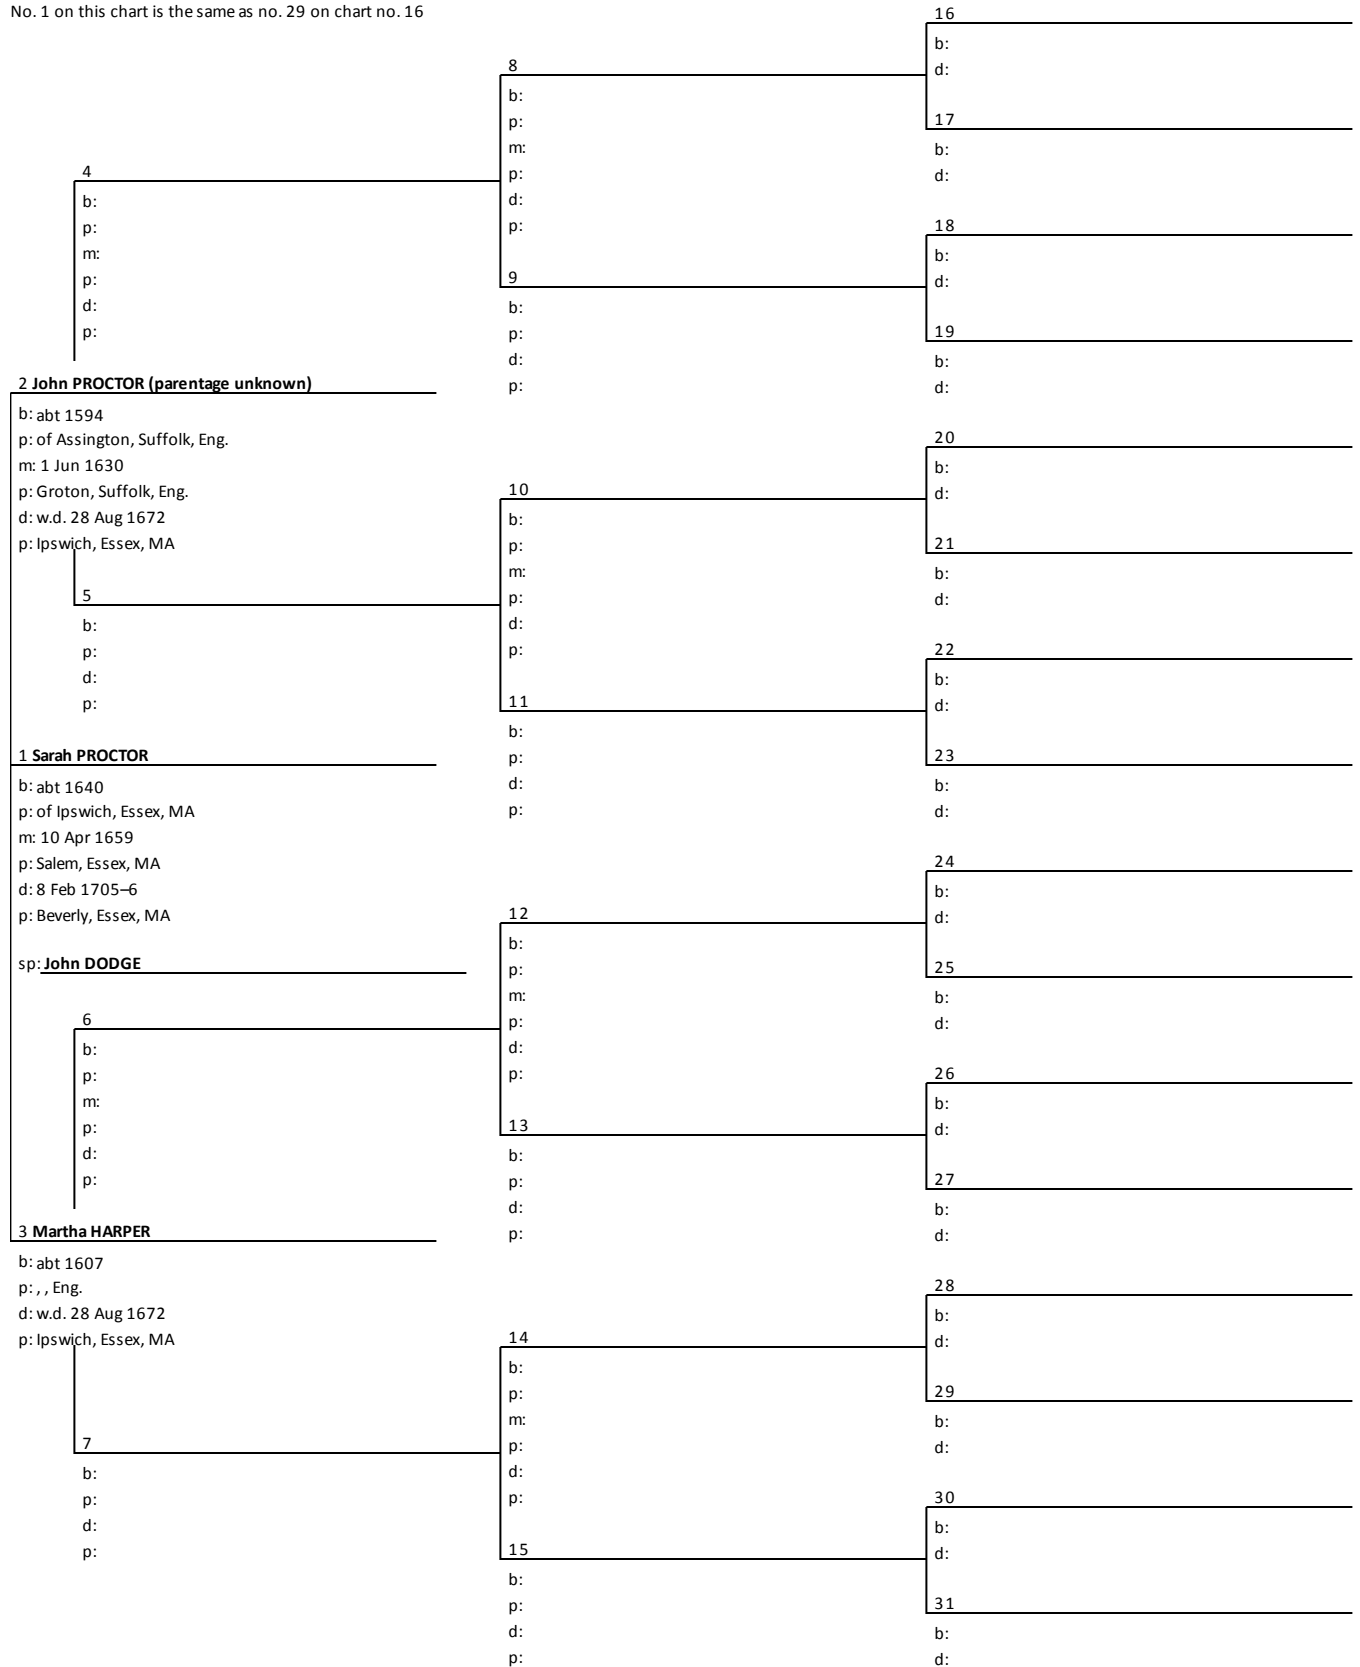 No. 1 on this chart is the same as no. 29 on chart no. 16
4
b:
p:
m:
p:
d:
p:
2 John PROCTOR (parentage unknown)
b: abt 1594
p: of Assington, Suffolk, Eng.
m: 1 Jun 1630
p: Groton, Suffolk, Eng.
d: w.d. 28 Aug 1672
p: Ipswich, Essex, MA
5
b:
p:
d:
p:
1 Sarah PROCTOR
b: abt 1640
p: of Ipswich, Essex, MA
m: 10 Apr 1659
p: Salem, Essex, MA
d: 8 Feb 1705–6
p: Beverly, Essex, MA
sp: John DODGE
6
b:
p:
m:
p:
d:
p:
3 Martha HARPER
b: abt 1607
p: , , Eng.
d: w.d. 28 Aug 1672
p: Ipswich, Essex, MA
7
b:
p:
d:
p:
8
b:
p:
m:
p:
d:
p:
9
b:
p:
d:
p:
10
b:
p:
m:
p:
d:
p:
11
b:
p:
d:
p:
12
b:
p:
m:
p:
d:
p:
13
b:
p:
d:
p:
14
b:
p:
m:
p:
d:
p:
15
b:
p:
d:
p:
16
b:
d:
17
b:
d:
18
b:
d:
19
b:
d:
20
b:
d:
21
b:
d:
22
b:
d:
23
b:
d:
24
b:
d:
25
b:
d:
26
b:
d:
27
b:
d:
28
b:
d:
29
b:
d:
30
b:
d:
31
b:
d: